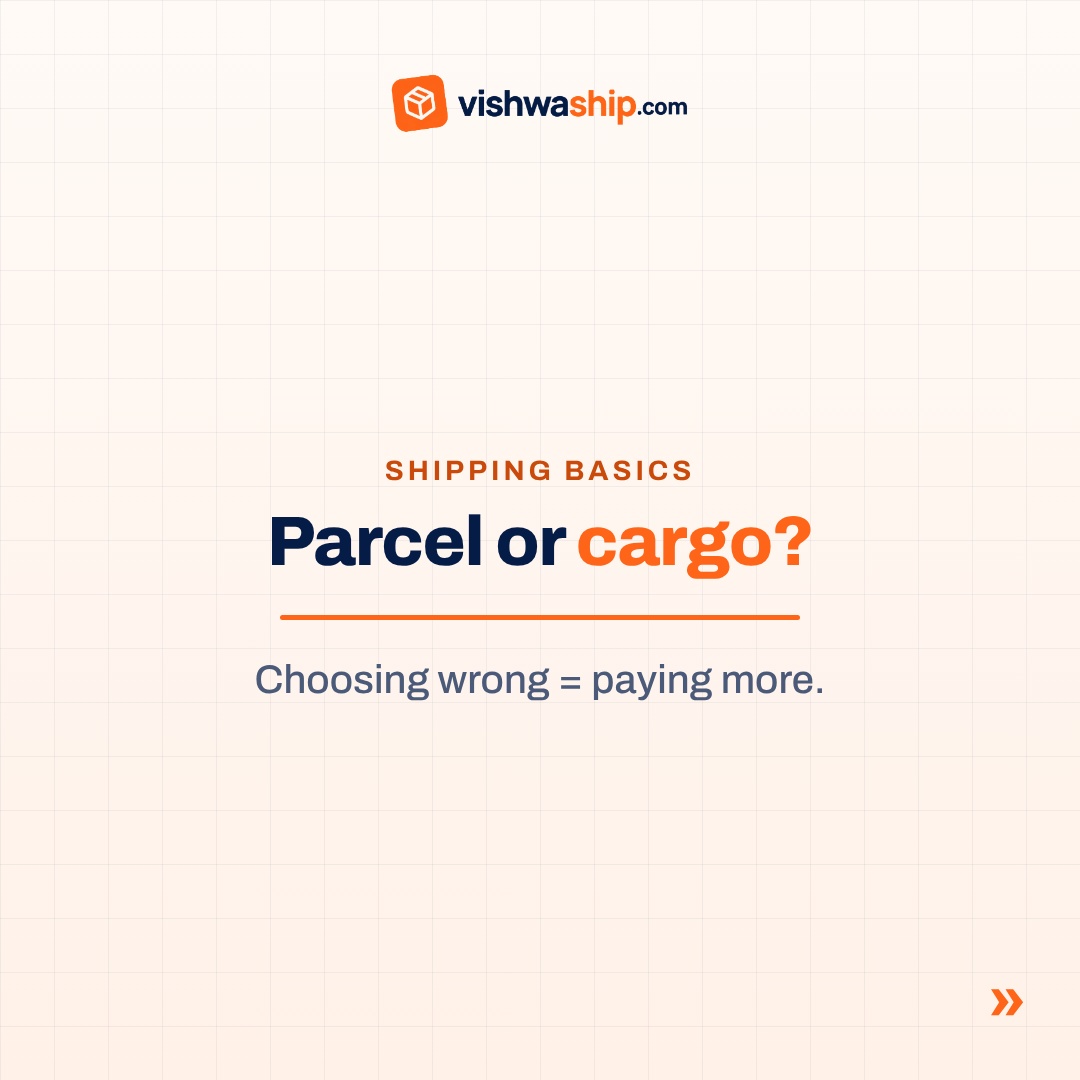 vishwaship.com
SHIPPING BASICS
Parcel or cargo?
Choosing wrong = paying more.
»